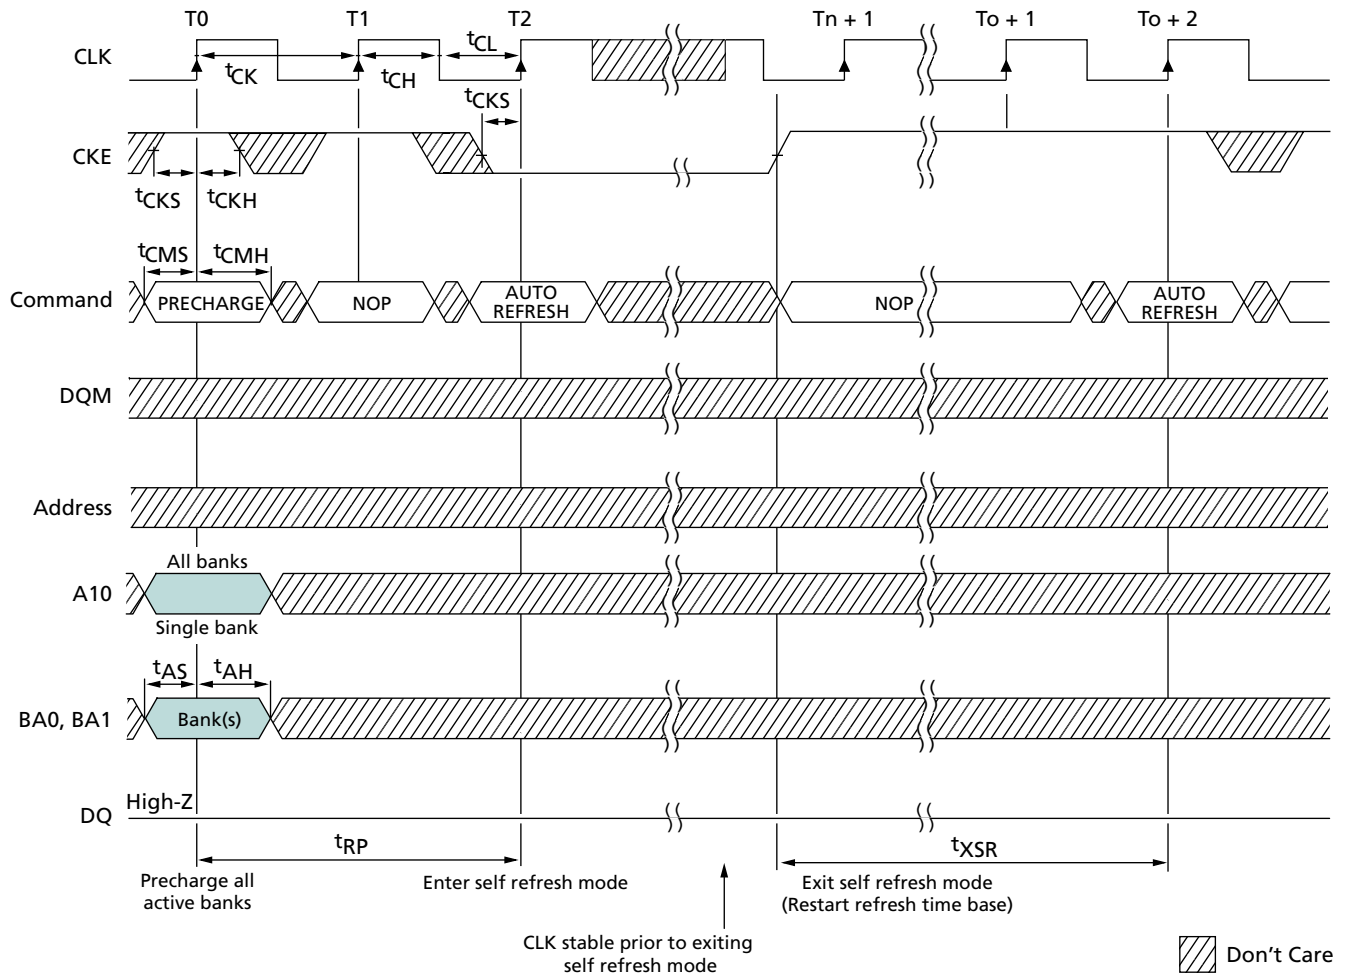 T0 T1 T2 Tn + 1 To + 1 To + 2
CLK
tCK tCH tCL
tCKS
CKE
tCKS tCKH
tCMS tCMH
Command PRECHARGE NOP AUTO REFRESH NOP AUTO REFRESH
DQM
Address
All banks
A10
Single bank
tAS tAH
BA0, BA1 Bank(s)
High-Z
DQ
tRP tXSR
Precharge all
active banks
Enter self refresh mode
Exit self refresh mode
(Restart refresh time base)
CLK stable prior to exiting
self refresh mode
Don't Care